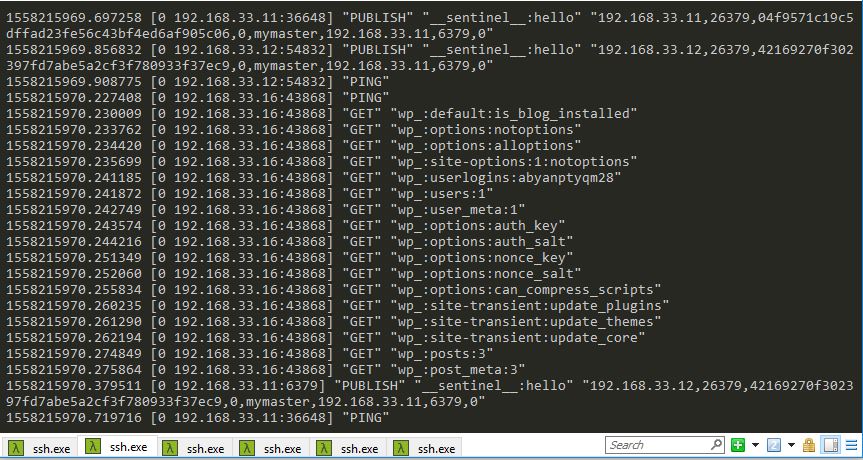 1558215969.697258 [0 192.168.33.11:36648] "PUBLISH" "__sentinel__:hello" "192.168.33.11,26379,04f9571c19c5
dffad23fe56c43bf4ed6af905c06,0,mymaster,192.168.33.11,6379,0"
1558215969.856832 [0 192.168.33.12:54832] "PUBLISH" "__sentinel__:hello" "192.168.33.12,26379,42169270f302
397fd7abe5a2cf3f780933f37ec9,0,mymaster,192.168.33.11,6379,0"
1558215969.908775 [0 192.168.33.12:54832] "PING"
1558215970.227408 [0 192.168.33.16:43868] "PING"
1558215970.230009 [0 192.168.33.16:43868] "GET" "wp_:default:is_blog_installed"
1558215970.233762 [0 192.168.33.16:43868] "GET" "wp_:options:notoptions"
1558215970.234420 [0 192.168.33.16:43868] "GET" "wp_:options:alloptions"
1558215970.235699 [0 192.168.33.16:43868] "GET" "wp_:site-options:1:notoptions"
1558215970.241185 [0 192.168.33.16:43868] "GET" "wp_:userlogins:abyanptyqm28"
1558215970.241872 [0 192.168.33.16:43868] "GET" "wp_:users:1"
1558215970.242749 [0 192.168.33.16:43868] "GET" "wp_:user_meta:1"
1558215970.243574 [0 192.168.33.16:43868] "GET" "wp_:options:auth_key"
1558215970.244216 [0 192.168.33.16:43868] "GET" "wp_:options:auth_salt"
1558215970.251349 [0 192.168.33.16:43868] "GET" "wp_:options:nonce_key"
1558215970.252060 [0 192.168.33.16:43868] "GET" "wp_:options:nonce_salt"
1558215970.255834 [0 192.168.33.16:43868] "GET" "wp_:options:can_compress_scripts"
1558215970.260235 [0 192.168.33.16:43868] "GET" "wp_:site-transient:update_plugins"
1558215970.261290 [0 192.168.33.16:43868] "GET" "wp_:site-transient:update_themes"
1558215970.262194 [0 192.168.33.16:43868] "GET" "wp_:site-transient:update_core"
1558215970.274849 [0 192.168.33.16:43868] "GET" "wp_:posts:3"
1558215970.275864 [0 192.168.33.16:43868] "GET" "wp_:post_meta:3"
1558215970.379511 [0 192.168.33.11:6379] "PUBLISH" "__sentinel__:hello" "192.168.33.12,26379,42169270f3023
97fd7abe5a2cf3f780933f37ec9,0,mymaster,192.168.33.11,6379,0"
1558215970.719716 [0 192.168.33.11:36648] "PING"
λ ssh.exe λ ssh.exe λ ssh.exe λ ssh.exe λ ssh.exe λ ssh.exe Search